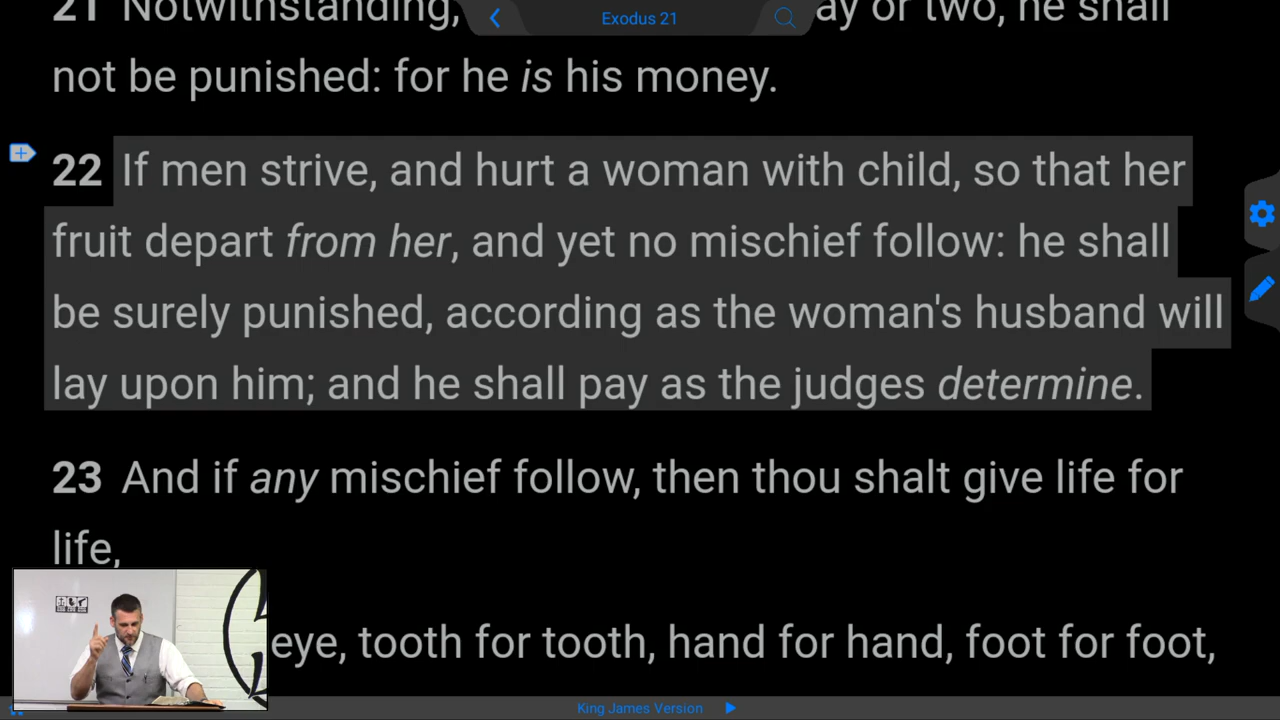 21 Notwithstanding, ay or two, he shall
Exodus 21
not be punished: for he is his money.
22 If men strive, and hurt a woman with child, so that her
fruit depart from her, and yet no mischief follow: he shall
be surely punished, according as the woman's husband will
lay upon him; and he shall pay as the judges determine.
23 And if any mischief follow, then thou shalt give life for
life,
eye, tooth for tooth, hand for hand, foot for foot,
King James Version